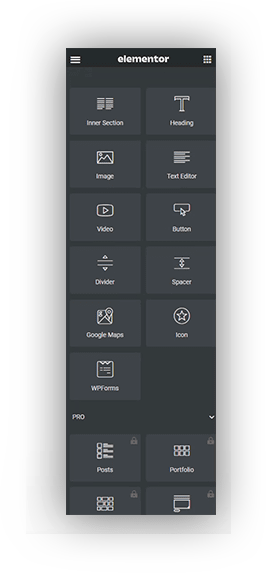 elementor
Inner Section
Heading
Image
Text Editor
Video
Button
Divider
Spacer
Google Maps
Icon
WPForms
PRO
Posts
Portfolio